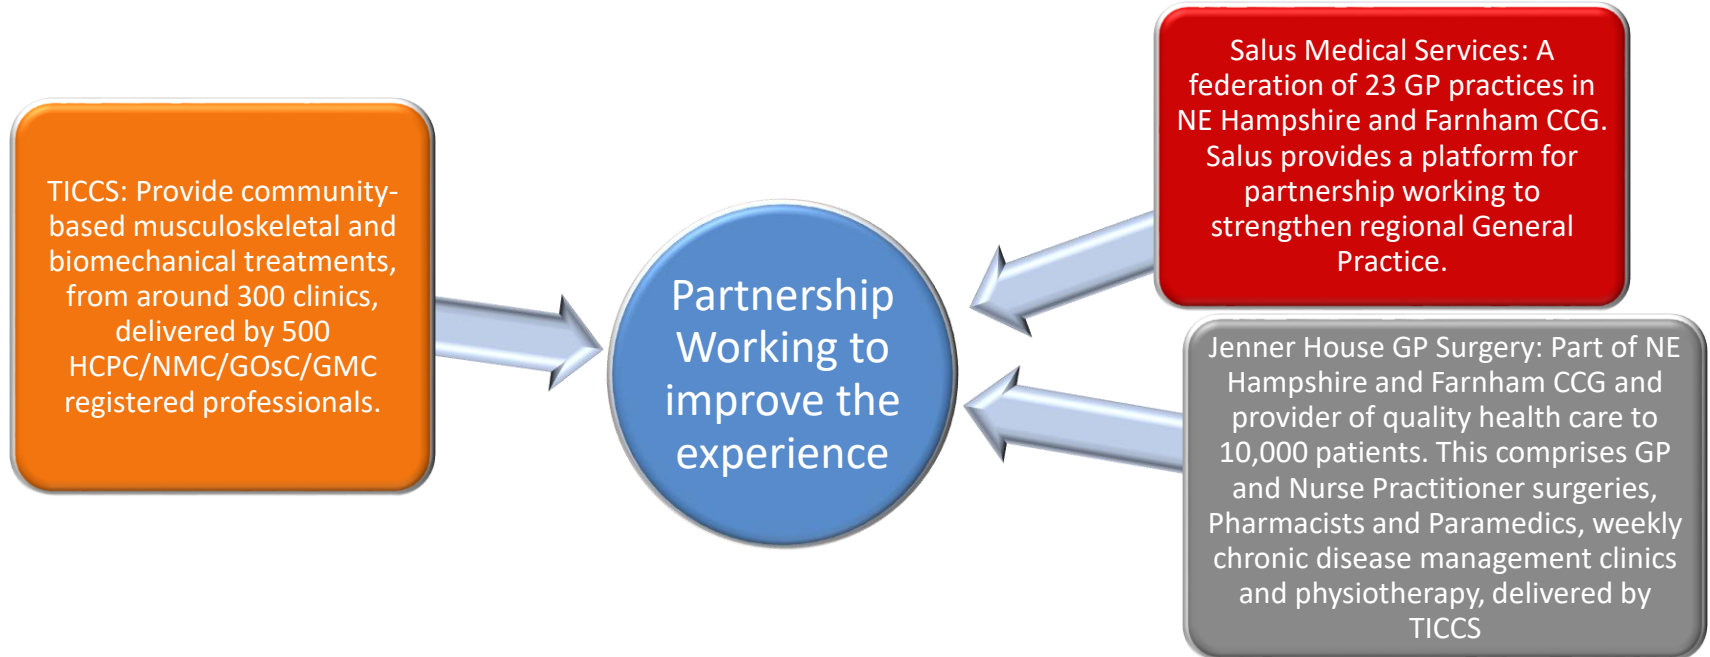 TICCS: Provide community-
based musculoskeletal and
biomechanical treatments,
from around 300 clinics,
delivered by 500
HCPC/NMC/GOsC/GMC
registered professionals.
Partnership
Working to
improve the
experience
Salus Medical Services: A
federation of 23 GP practices in
NE Hampshire and Farnham CCG.
Salus provides a platform for
partnership working to
strengthen regional General
Practice.
Jenner House GP Surgery: Part of NE
Hampshire and Farnham CCG and
provider of quality health care to
10,000 patients. This comprises GP
and Nurse Practitioner surgeries,
Pharmacists and Paramedics, weekly
chronic disease management clinics
and physiotherapy, delivered by
TICCS